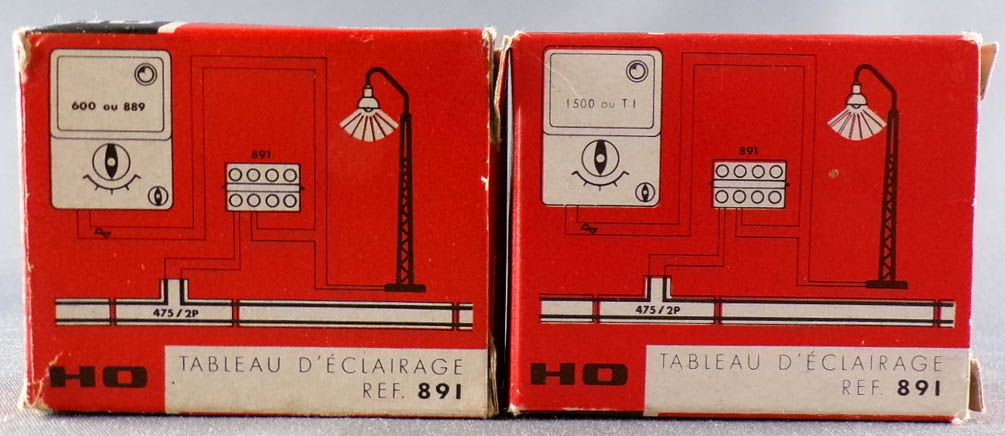 600 ou 889
891
475/2P
HO
TABLEAU D'ÉCLAIRAGE
REF. 891
1500 ou T1
891
475/2P
HO
TABLEAU D'ÉCLAIRAGE
REF. 891